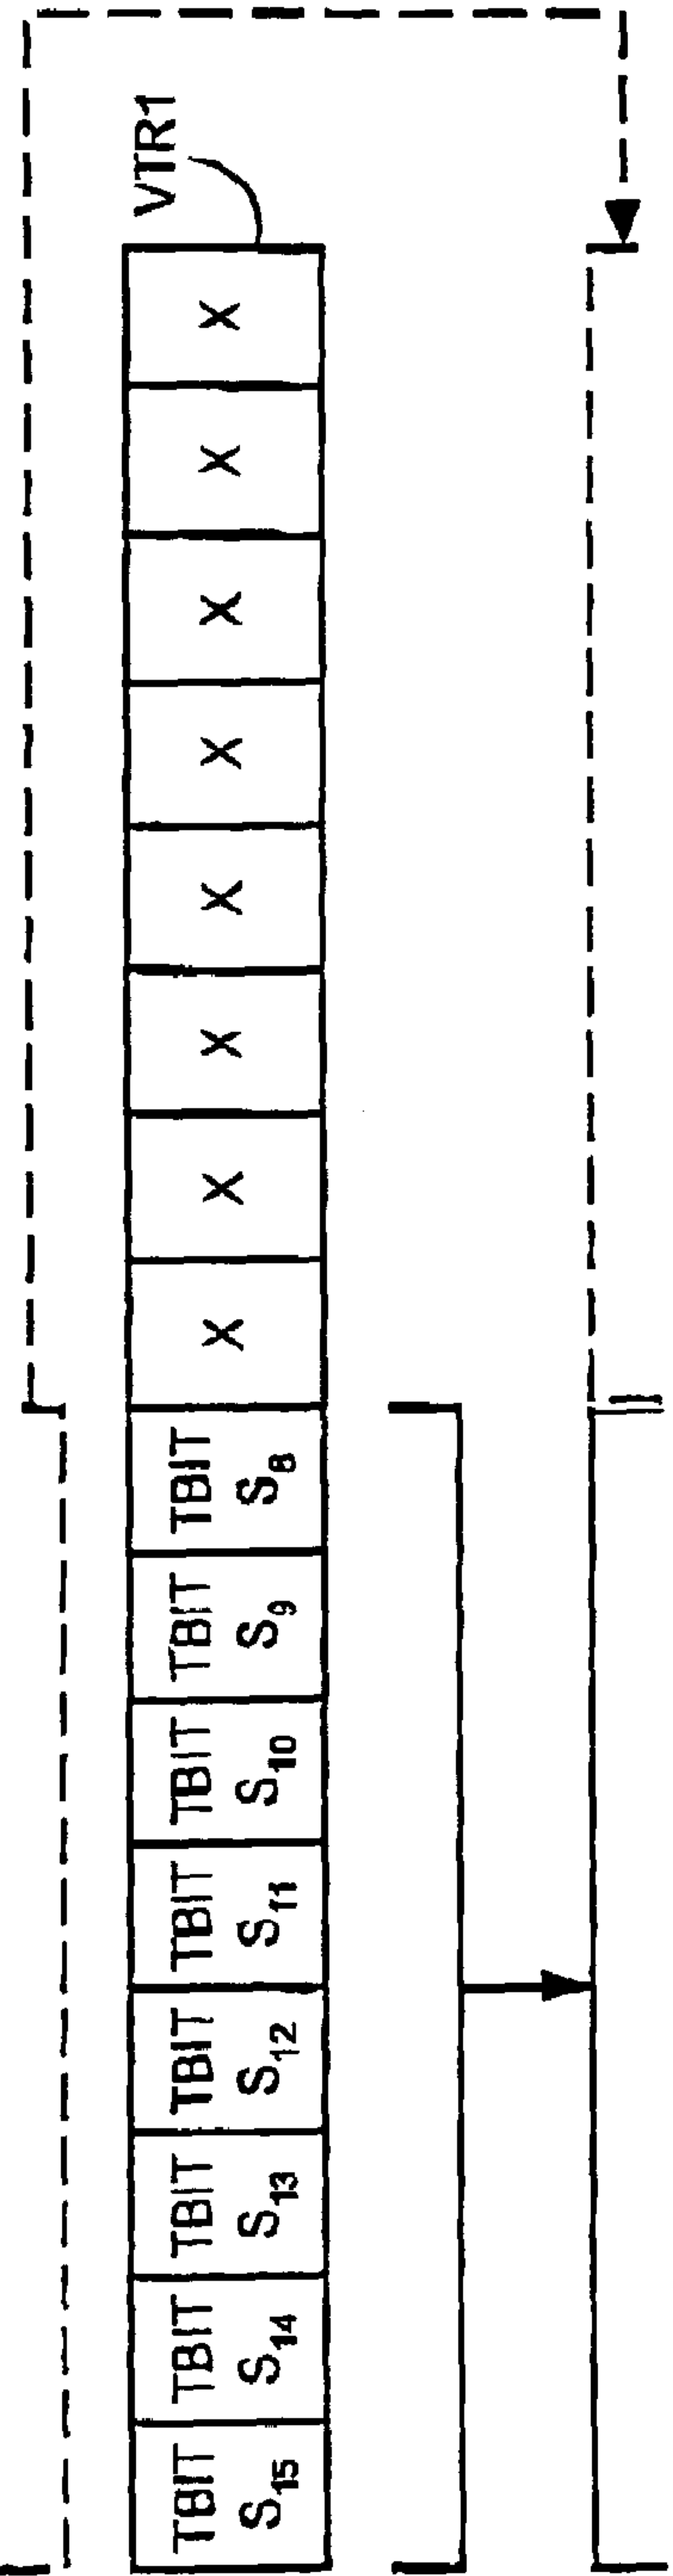 VTR1
TBIT S₁₅
TBIT S₁₄
TBIT S₁₃
TBIT S₁₂
TBIT S₁₁
TBIT S₁₀
TBIT S₉
TBIT S₈
X
X
X
X
X
X
X
X